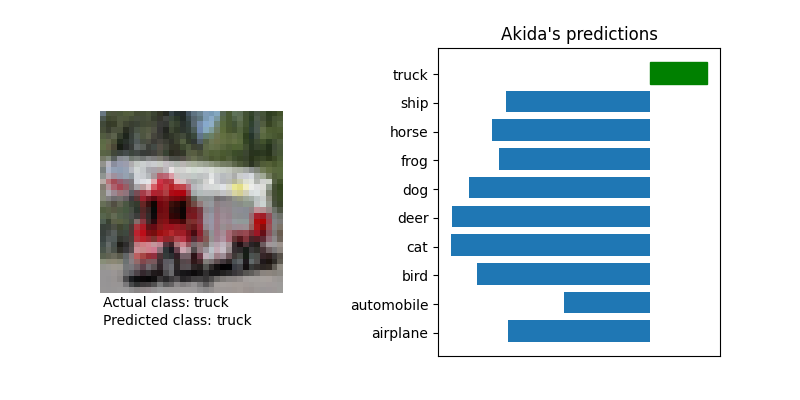 Akida's predictions
truck
ship
horse
frog
dog
deer
cat
bird
automobile
airplane
Actual class: truck
Predicted class: truck